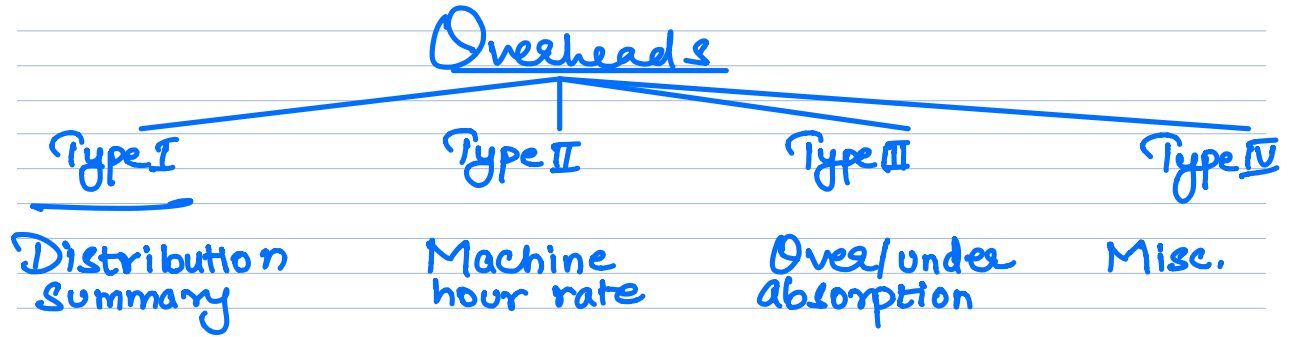 Overheads
Type I Type II Type III Type IV
Distribution Machine Over/under Misc.
Summary hour rate absorption